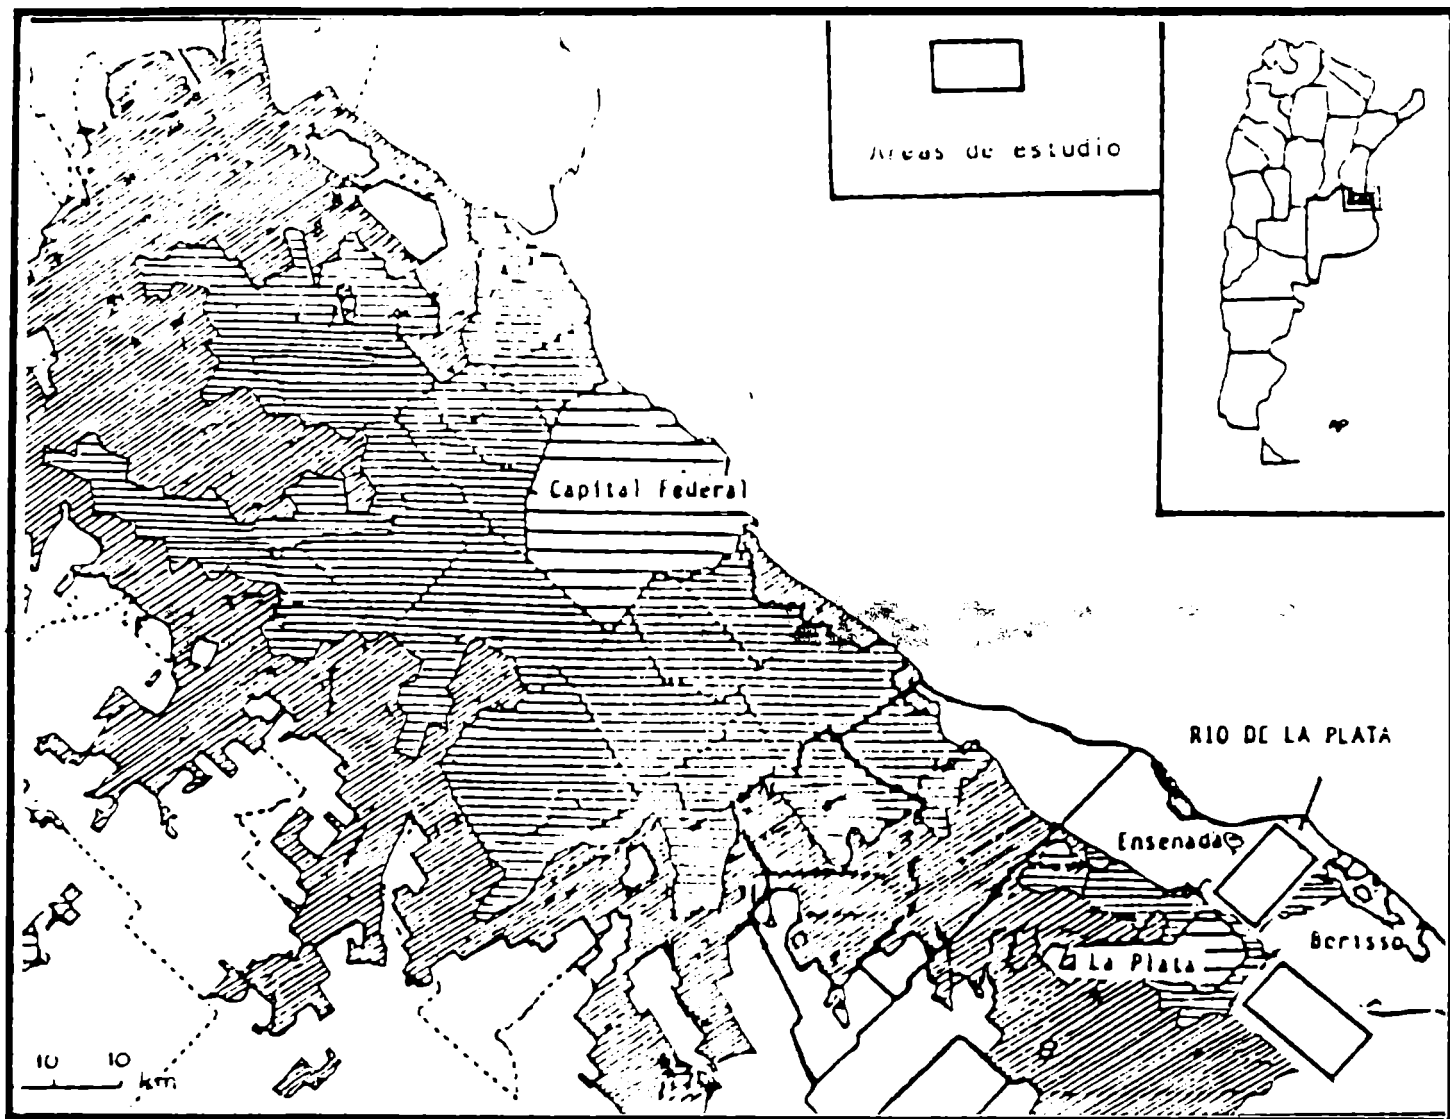 Areas de estudio
Capital Federal
RIO DE LA PLATA
Ensenada
Berisso
La Plata
10 10
km